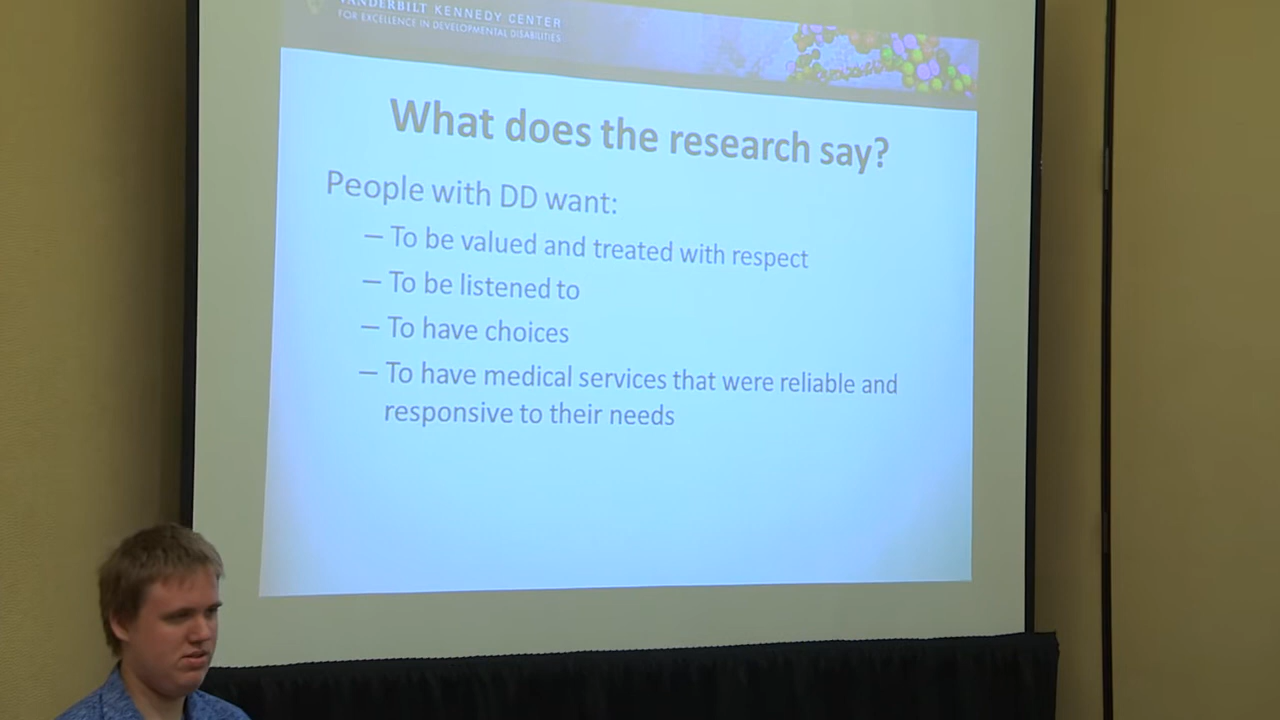 VANDERBILT KENNEDY CENTER
FOR EXCELLENCE IN DEVELOPMENTAL DISABILITIES
What does the research say?
People with DD want:
– To be valued and treated with respect
– To be listened to
– To have choices
– To have medical services that were reliable and
responsive to their needs